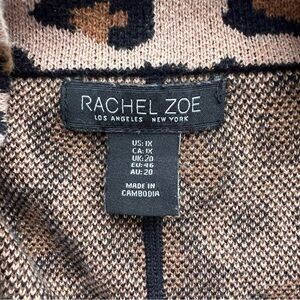 RACHEL ZOE
LOS ANGELES NEW YORK
US: 1X
CA: 1X
UK: 20
EU: 46
AU: 20
MADE IN
CAMBODIA